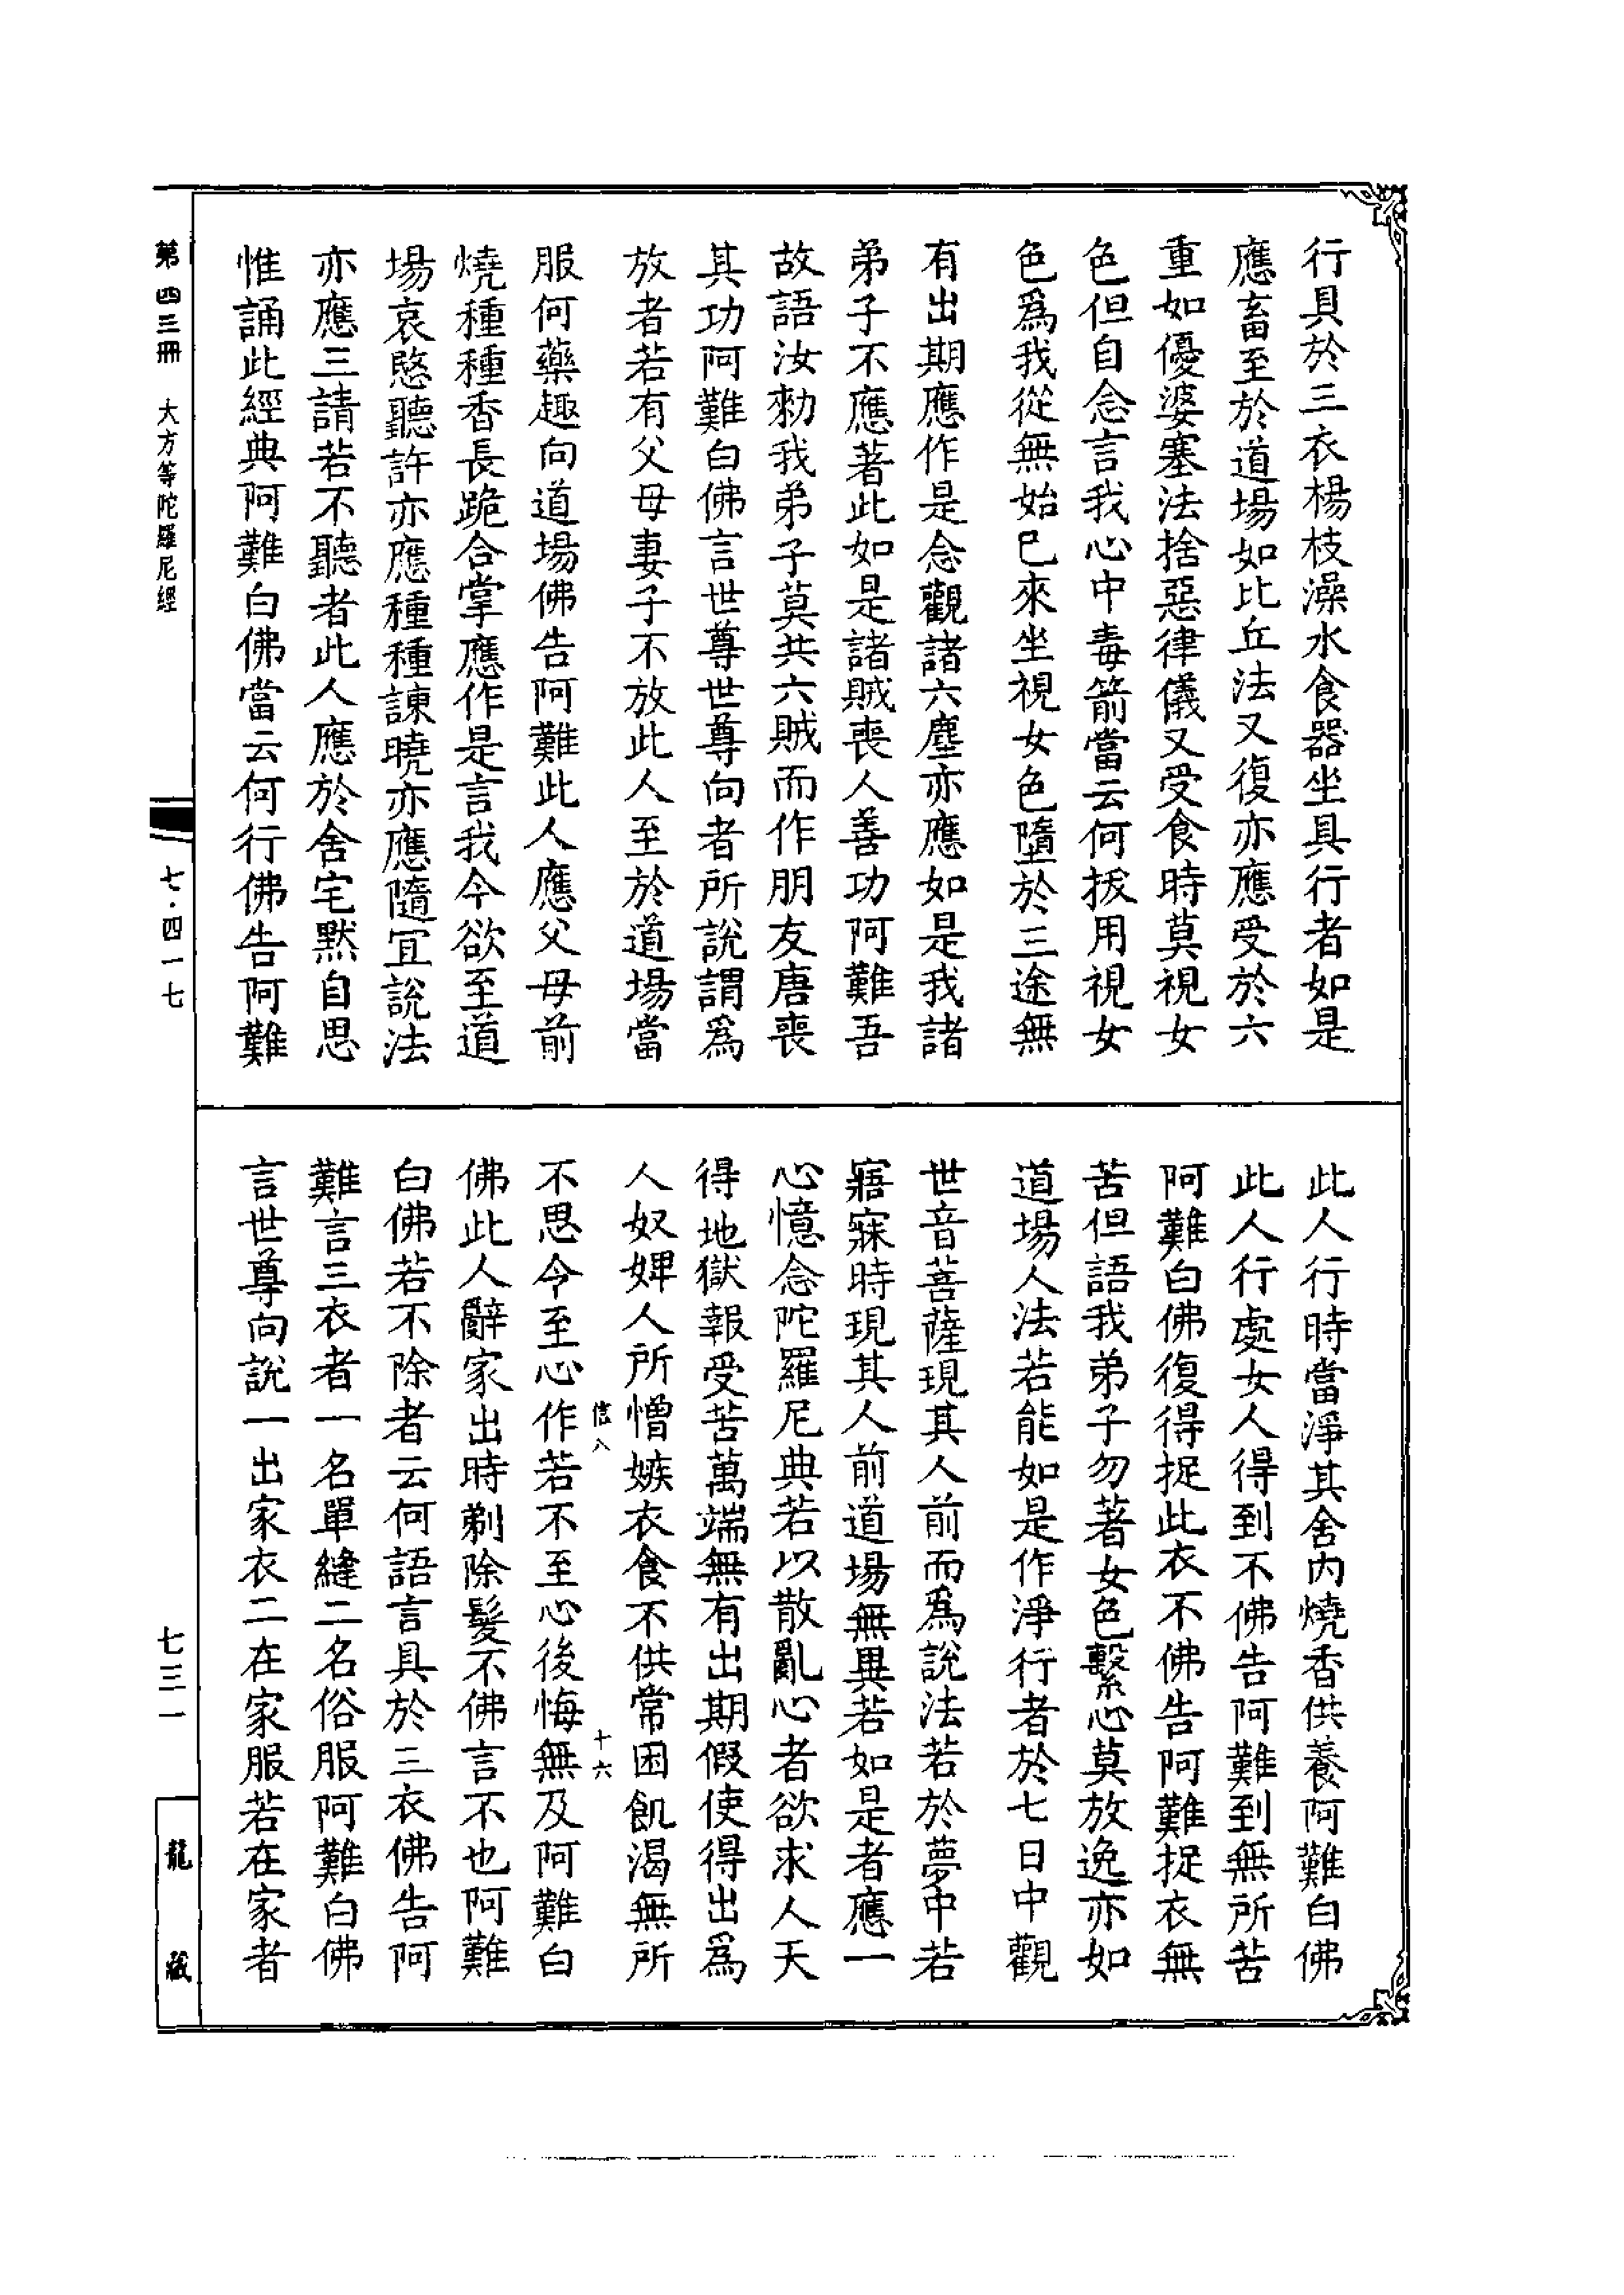 行具於三衣楊枝澡水食器坐具行者如是
應畜至於道場如比丘法又復亦應受於六
重如優婆塞法捨惡律儀又受食時莫視女
色但自念言我心中毒箭當云何拔用視女
色爲我從無始已來坐視女色墮於三途無
有出期應作是念觀諸六塵亦應如是我諸
弟子不應著此如是諸賊喪人善功阿難吾
故語汝勑我弟子莫共六賊而作朋友唐喪
其功阿難白佛言世尊世尊向者所說謂爲
放者若有父母妻子不放此人至於道場當
服何藥趣向道場佛告阿難此人應父母前
燒種種香長跪合掌應作是言我今欲至道
場哀愍聽許亦應種種諫曉亦應隨宜說法
亦應三請若不聽者此人應於舍宅默自思
惟誦此經典阿難白佛當云何行佛告阿難
此人行時當淨其舍內燒香供養阿難白佛
此人行處女人得到不佛告阿難到無所苦
阿難白佛復得捉此衣不佛告阿難捉衣無
苦但語我弟子勿著女色繫心莫放逸亦如
道場人法若能如是作淨行者於七日中觀
世音菩薩現其人前而爲說法若於夢中若
寤寐時現其人前道場無異若如是者應一
心憶念陀羅尼典若以散亂心者欲求人天
得地獄報受苦萬端無有出期假使得出爲
人奴婢人所憎嫉衣食不供常困飢渴無所
信入 十六
不思令至心作若不至心後悔無及阿難白
佛此人辭家出時剃除髮不佛言不也阿難
白佛若不除者云何語言具於三衣佛告阿
難言三衣者一名單縫二名俗服阿難白佛
言世尊向說一出家衣二在家服若在家者
第四三冊 大方等陀羅尼經
七·四一七
七三一
龍藏